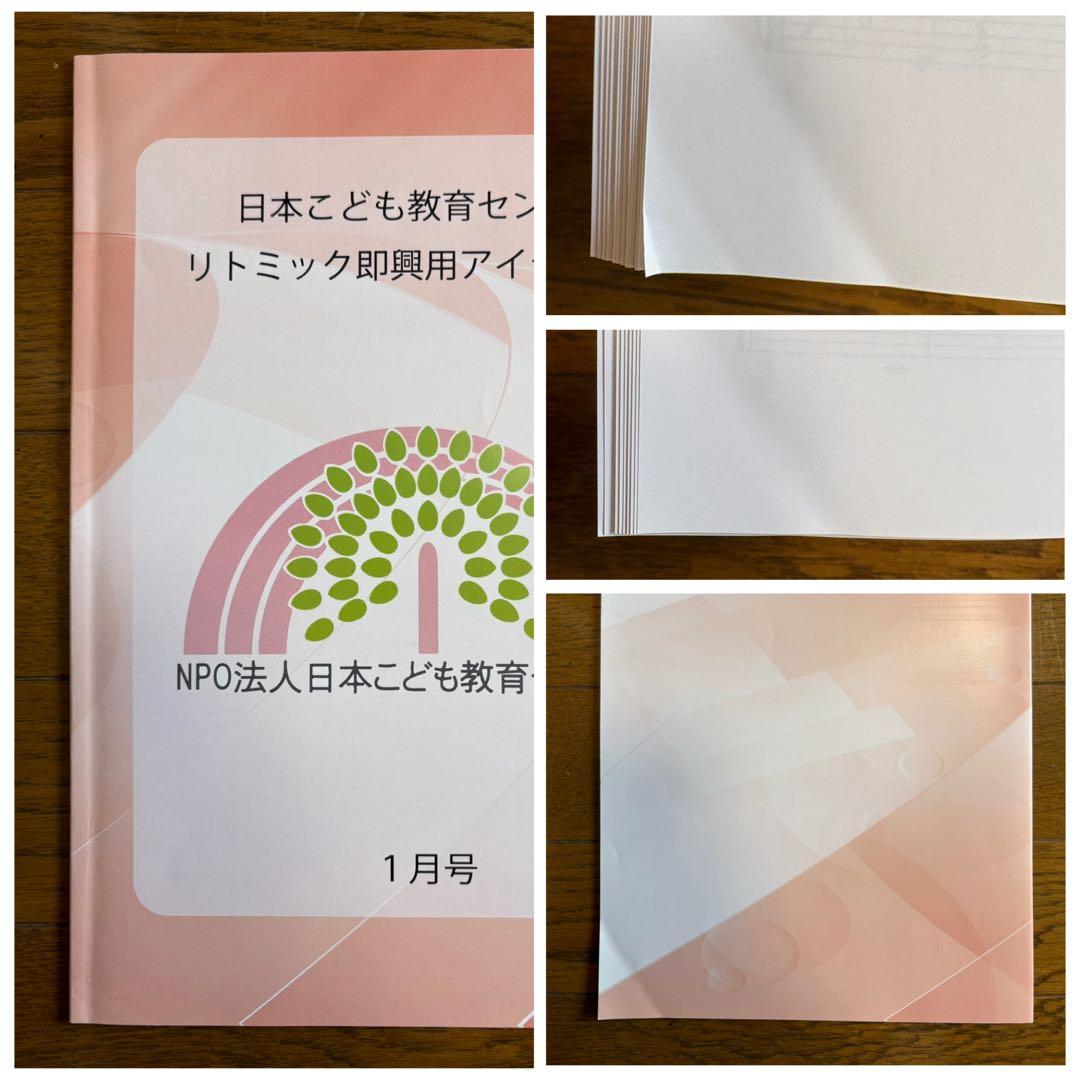 日本こども教育セン
リトミック即興用アイ
NPO法人日本こども教育
1月号